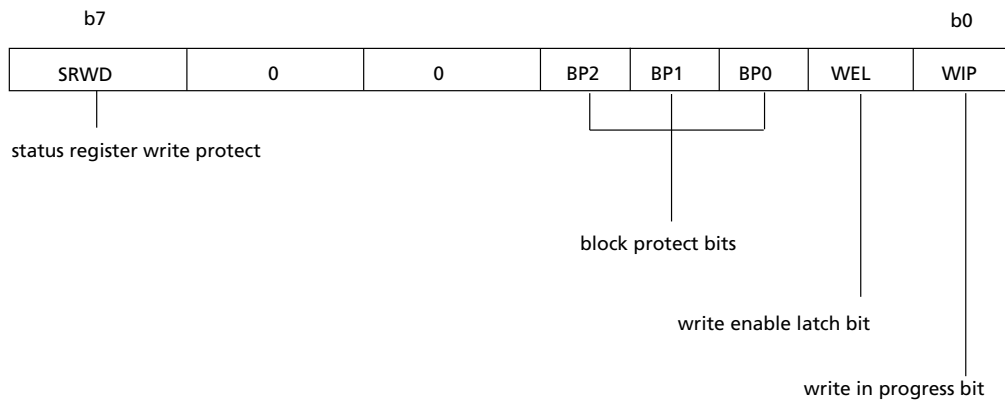 b7 b0
SRWD 0 0 BP2 BP1 BP0 WEL WIP
status register write protect
block protect bits
write enable latch bit
write in progress bit